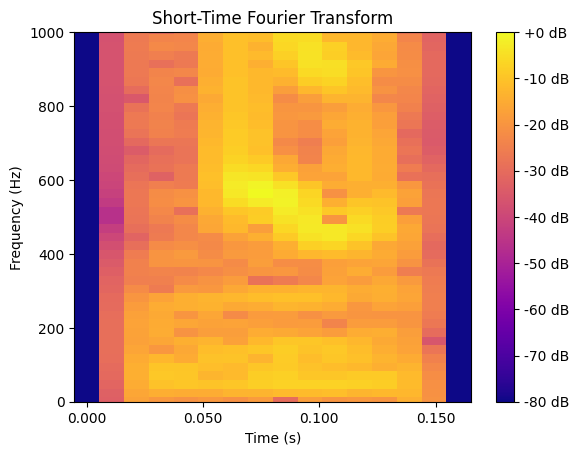 Short-Time Fourier Transform
1000
800
600
400
200
0
Frequency (Hz)
0.000
0.050
0.100
0.150
Time (s)
+0 dB
-10 dB
-20 dB
-30 dB
-40 dB
-50 dB
-60 dB
-70 dB
-80 dB